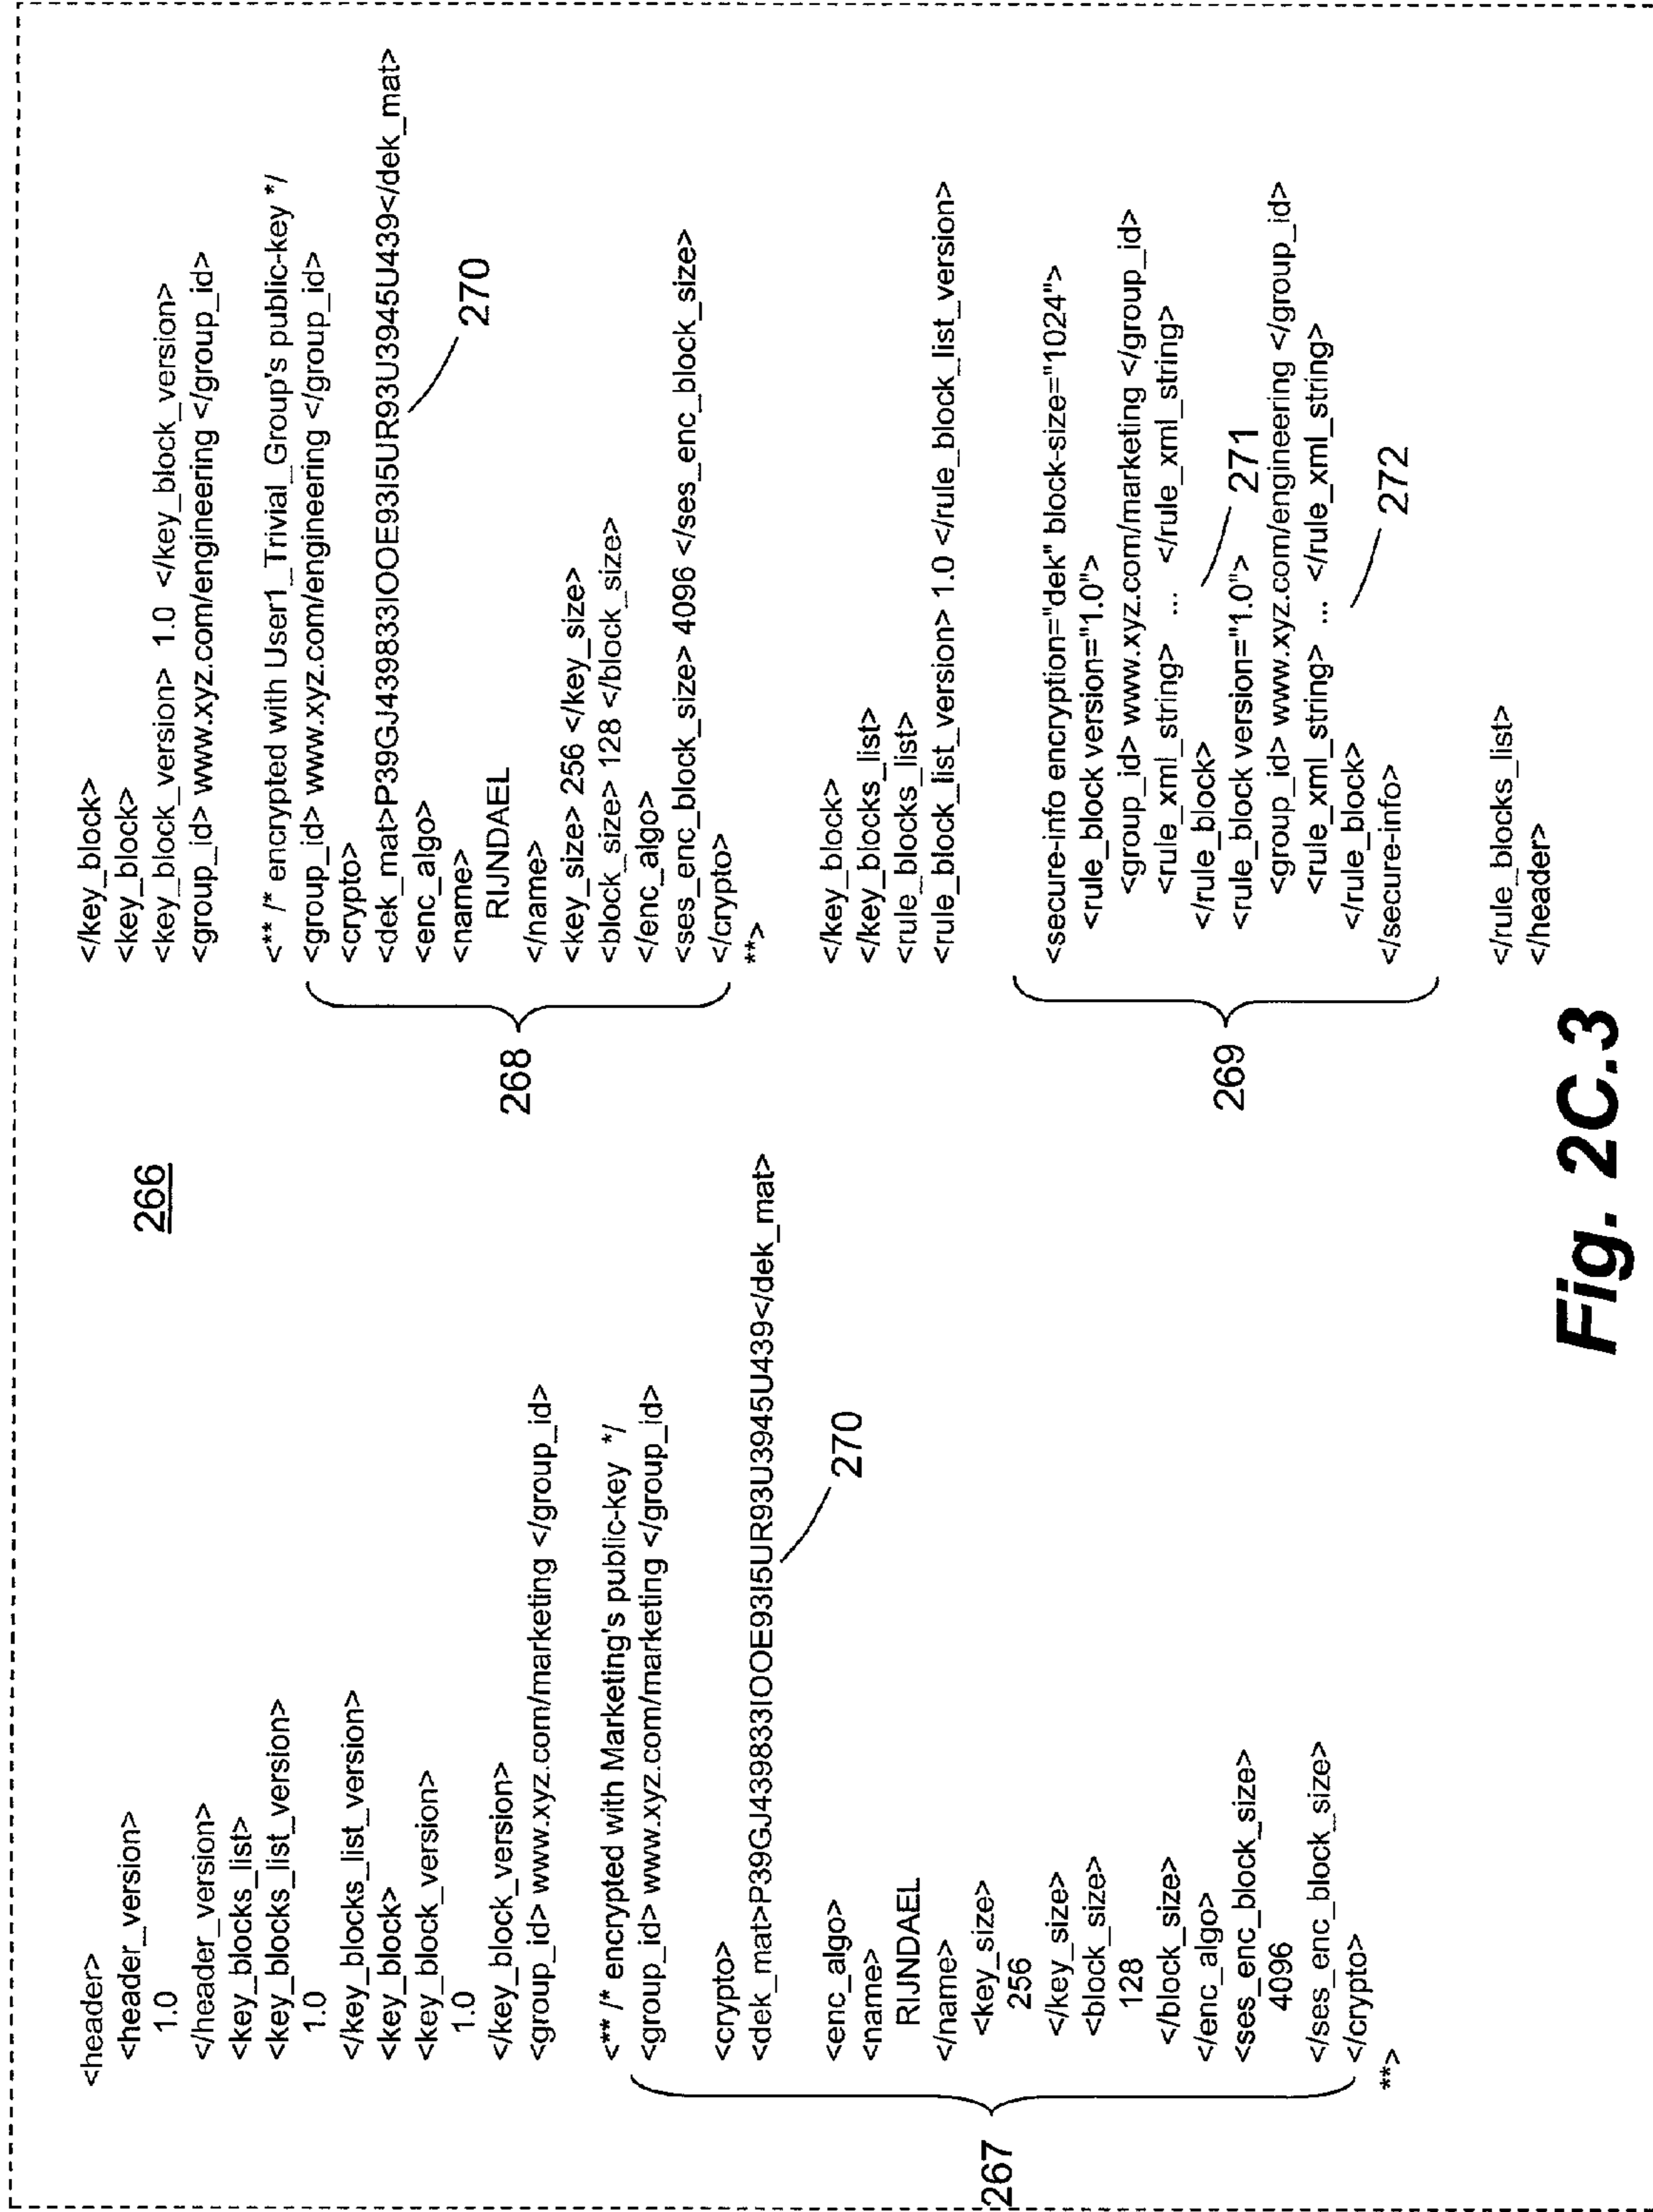 266
<header>
<header_version>
1.0
</header_version>
<key_blocks_list>
<key_blocks_list_version>
1.0
</key_blocks_list_version>
<key_block>
<key_block_version>
1.0
</key_block_version>
<group_id> www.xyz.com/marketing </group_id>
<** /* encrypted with Marketing's public-key */
<group_id> www.xyz.com/marketing </group_id>
<crypto>
<dek_mat>P39GJ439833IOOE93I5UR93U3945U439</dek_mat>
270
<enc_algo>
<name>
RIJNDAEL
</name>
<key_size>
256
</key_size>
<block_size>
128
</block_size>
</enc_algo>
<ses_enc_block_size>
4096
</ses_enc_block_size>
</crypto>
**>
267
</key_block>
<key_block>
<key_block_version> 1.0 </key_block_version>
<group_id> www.xyz.com/engineering </group_id>
<** /* encrypted with User1_Trivial_Group's public-key */
<group_id> www.xyz.com/engineering </group_id>
<crypto>
<dek_mat>P39GJ439833IOOE93I5UR93U3945U439</dek_mat>
<enc_algo>
270
<name>
RIJNDAEL
</name>
<key_size> 256 </key_size>
<block_size> 128 </block_size>
</enc_algo>
<ses_enc_block_size> 4096 </ses_enc_block_size>
</crypto>
**>
268
</key_block>
</key_blocks_list>
<rule_blocks_list>
<rule_block_list_version> 1.0 </rule_block_list_version>
<secure-info encryption="dek" block-size="1024">
<rule_block version="1.0">
<group_id> www.xyz.com/marketing </group_id>
<rule_xml_string> ... </rule_xml_string>
</rule_block>
271
<rule_block version="1.0">
<group_id> www.xyz.com/engineering </group_id>
<rule_xml_string> ... </rule_xml_string>
</rule_block>
272
</secure-info>
269
</rule_blocks_list>
</header>
Fig. 2C.3